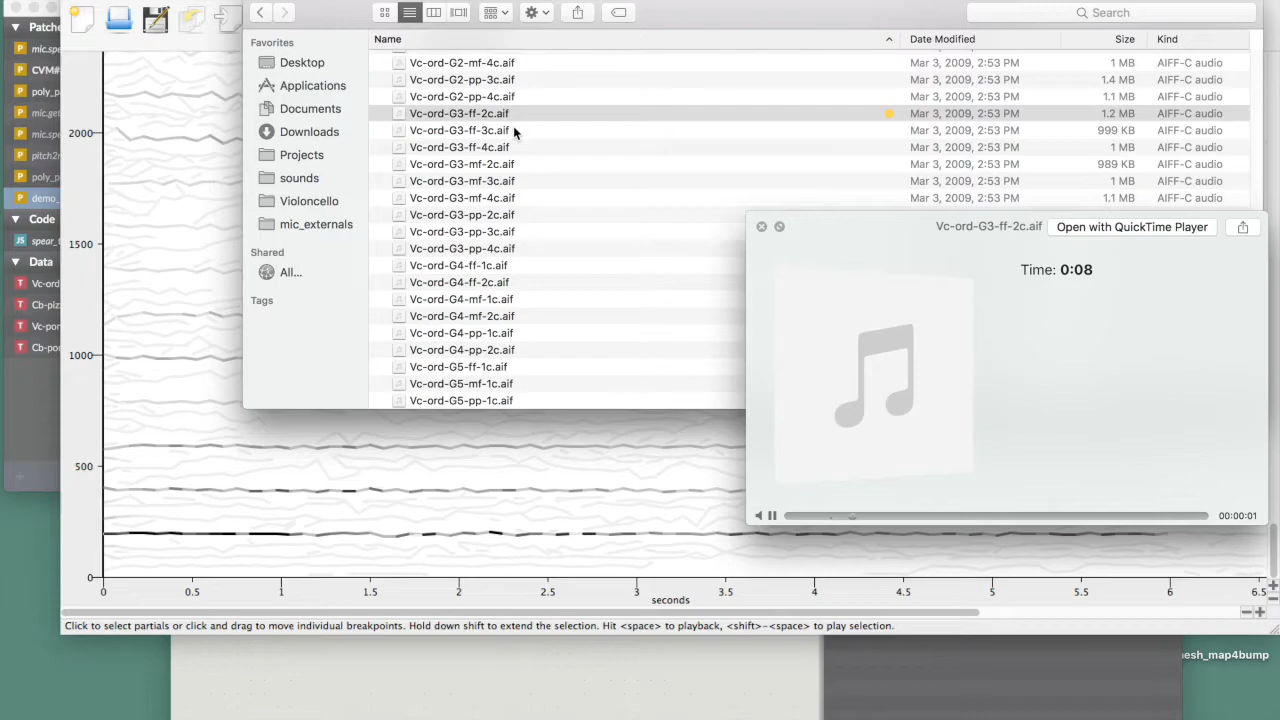 Patche
mic.spe
CVM#
poly_p
mic.get
mic.spe
pitch2n
poly_p
demo_
Code
spear_t
Data
Vc-ord
Cb-piz
Vc-por
Cb-por
Search
Favorites
Desktop
Applications
Documents
Downloads
Projects
sounds
Violoncello
mic_externals
Shared
All...
Tags
Name Date Modified Size Kind
Vc-ord-G2-mf-4c.aif Mar 3, 2009, 2:53 PM 1 MB AIFF-C audio
Vc-ord-G2-pp-3c.aif Mar 3, 2009, 2:53 PM 1.4 MB AIFF-C audio
Vc-ord-G2-pp-4c.aif Mar 3, 2009, 2:53 PM 1.1 MB AIFF-C audio
Vc-ord-G3-ff-2c.aif Mar 3, 2009, 2:53 PM 1.2 MB AIFF-C audio
Vc-ord-G3-ff-3c.aif Mar 3, 2009, 2:53 PM 999 KB AIFF-C audio
Vc-ord-G3-ff-4c.aif Mar 3, 2009, 2:53 PM 1 MB AIFF-C audio
Vc-ord-G3-mf-2c.aif Mar 3, 2009, 2:53 PM 989 KB AIFF-C audio
Vc-ord-G3-mf-3c.aif Mar 3, 2009, 2:53 PM 1 MB AIFF-C audio
Vc-ord-G3-mf-4c.aif Mar 3, 2009, 2:53 PM 1.1 MB AIFF-C audio
Vc-ord-G3-pp-2c.aif
Vc-ord-G3-pp-3c.aif
Vc-ord-G3-pp-4c.aif
Vc-ord-G4-ff-1c.aif
Vc-ord-G4-ff-2c.aif
Vc-ord-G4-mf-1c.aif
Vc-ord-G4-mf-2c.aif
Vc-ord-G4-pp-1c.aif
Vc-ord-G4-pp-2c.aif
Vc-ord-G5-ff-1c.aif
Vc-ord-G5-mf-1c.aif
Vc-ord-G5-pp-1c.aif
Vc-ord-G3-ff-2c.aif Open with QuickTime Player
Time: 0:08
00:00:01
2000
1500
1000
500
0
0 0.5 1 1.5 2 2.5 3 3.5 4 4.5 5 5.5 6 6.5
seconds
Click to select partials or click and drag to move individual breakpoints. Hold down shift to extend the selection. Hit <space> to playback, <shift>-<space> to play selection.
esh_map4bump